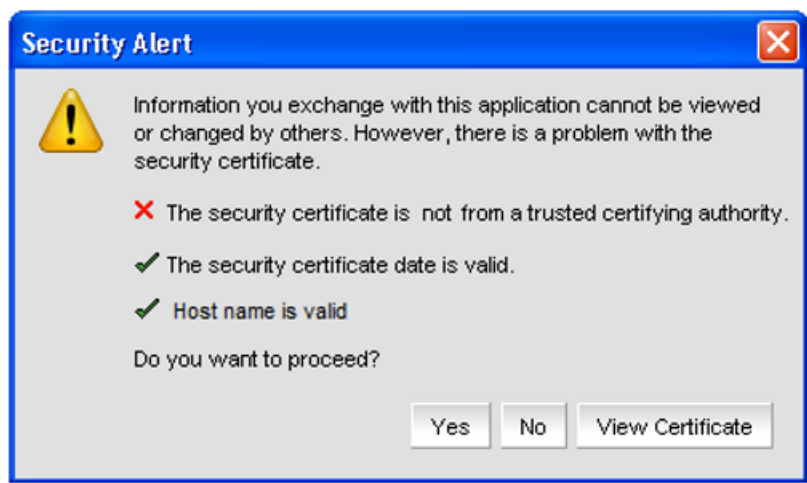 Security Alert
Information you exchange with this application cannot be viewed
or changed by others. However, there is a problem with the
security certificate.
The security certificate is not from a trusted certifying authority.
The security certificate date is valid.
Host name is valid
Do you want to proceed?
Yes No View Certificate